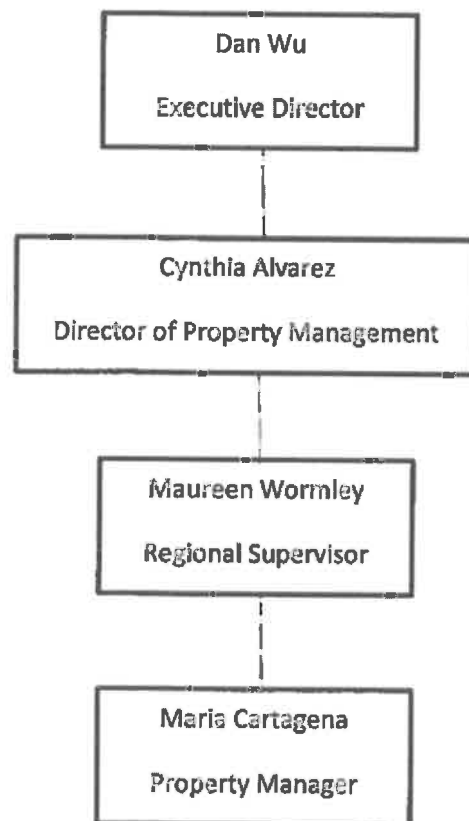 Dan Wu
Executive Director
Cynthia Alvarez
Director of Property Management
Maureen Wormley
Regional Supervisor
Maria Cartagena
Property Manager